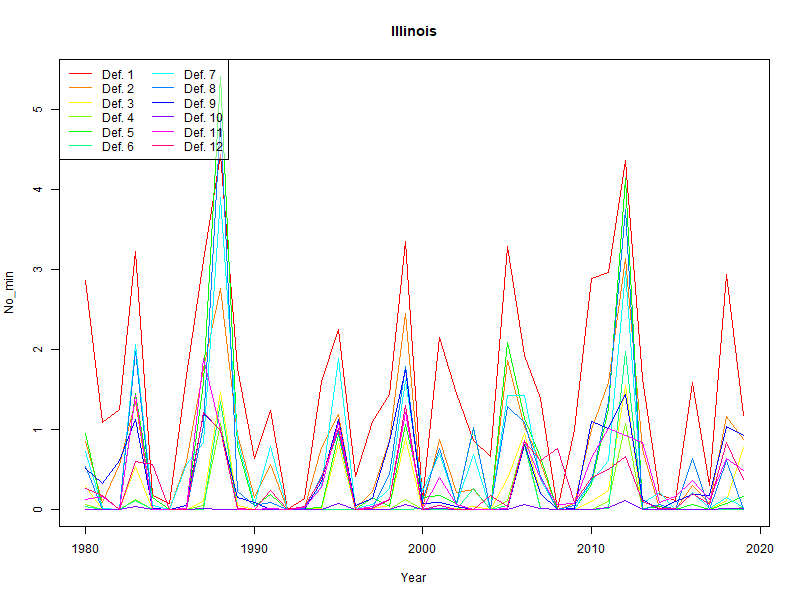 Illinois
Def. 1 Def. 7
Def. 2 Def. 8
Def. 3 Def. 9
Def. 4 Def. 10
Def. 5 Def. 11
Def. 6 Def. 12
No_min
5
4
3
2
1
0
1980 1990 2000 2010 2020
Year